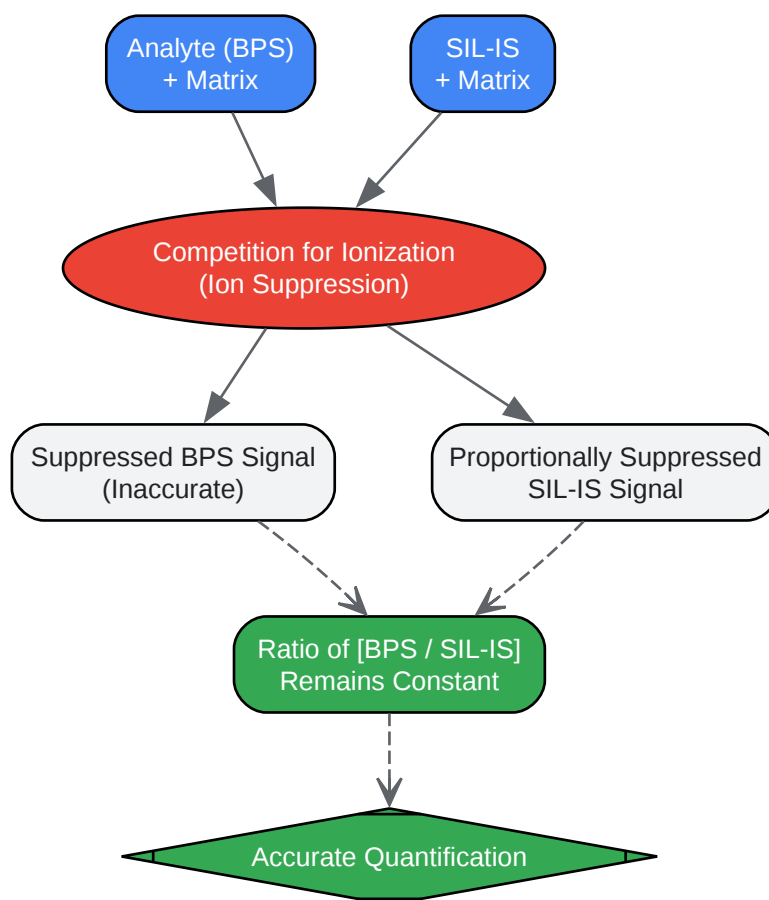 Analyte (BPS)
+ Matrix
SIL-IS
+ Matrix
Competition for Ionization
(Ion Suppression)
Suppressed BPS Signal
(Inaccurate)
Proportionally Suppressed
SIL-IS Signal
Ratio of [BPS / SIL-IS]
Remains Constant
Accurate Quantification